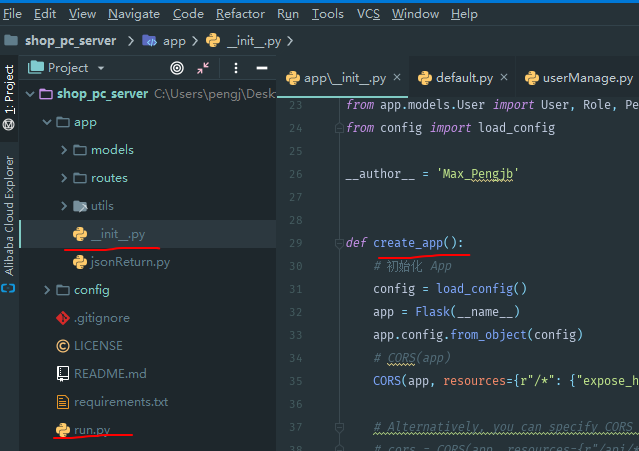 File Edit View Navigate Code Refactor Run Tools VCS Window Help
shop_pc_server app __init__.py
Project
app\__init__.py × default.py × userManage.py
1: Project
Alibaba Cloud Explorer
shop_pc_server C:\Users\pengj\Desk
app
models
routes
utils
__init__.py
jsonReturn.py
config
.gitignore
LICENSE
README.md
requirements.txt
run.py
23 from app.models.User import User, Role, Pe
24 from config import load_config
25
26 __author__ = 'Max_Pengjb'
27
28
29 def create_app():
30 # 初始化 App
31 config = load_config()
32 app = Flask(__name__)
33 app.config.from_object(config)
34 # CORS(app)
35 CORS(app, resources={r"/*": {"expose_h
36
37 # Alternatively, you can specify CORS
38 # cors = CORS(app, resources={r"/api/*